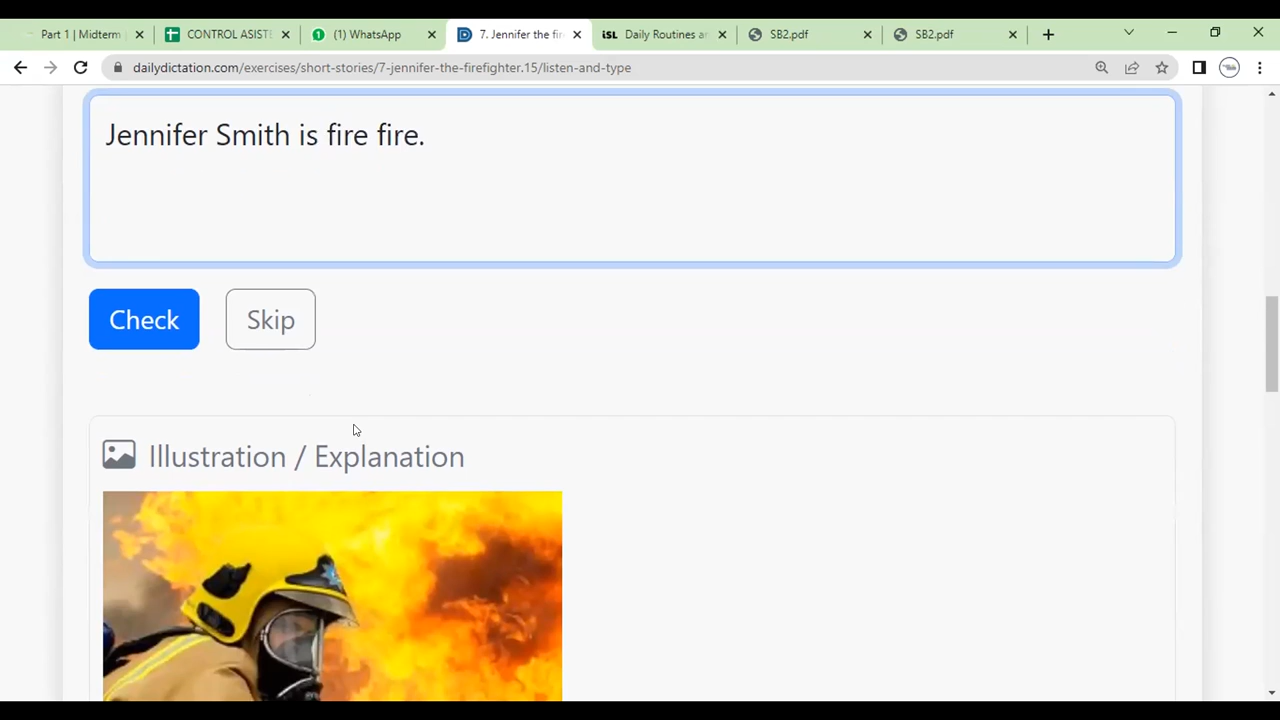 Part 1 | Midterm
CONTROL ASISTE
(1) WhatsApp
7. Jennifer the fir
iSL Daily Routines an
SB2.pdf
SB2.pdf
dailydictation.com/exercises/short-stories/7-jennifer-the-firefighter.15/listen-and-type
Jennifer Smith is fire fire.
Check
Skip
Illustration / Explanation